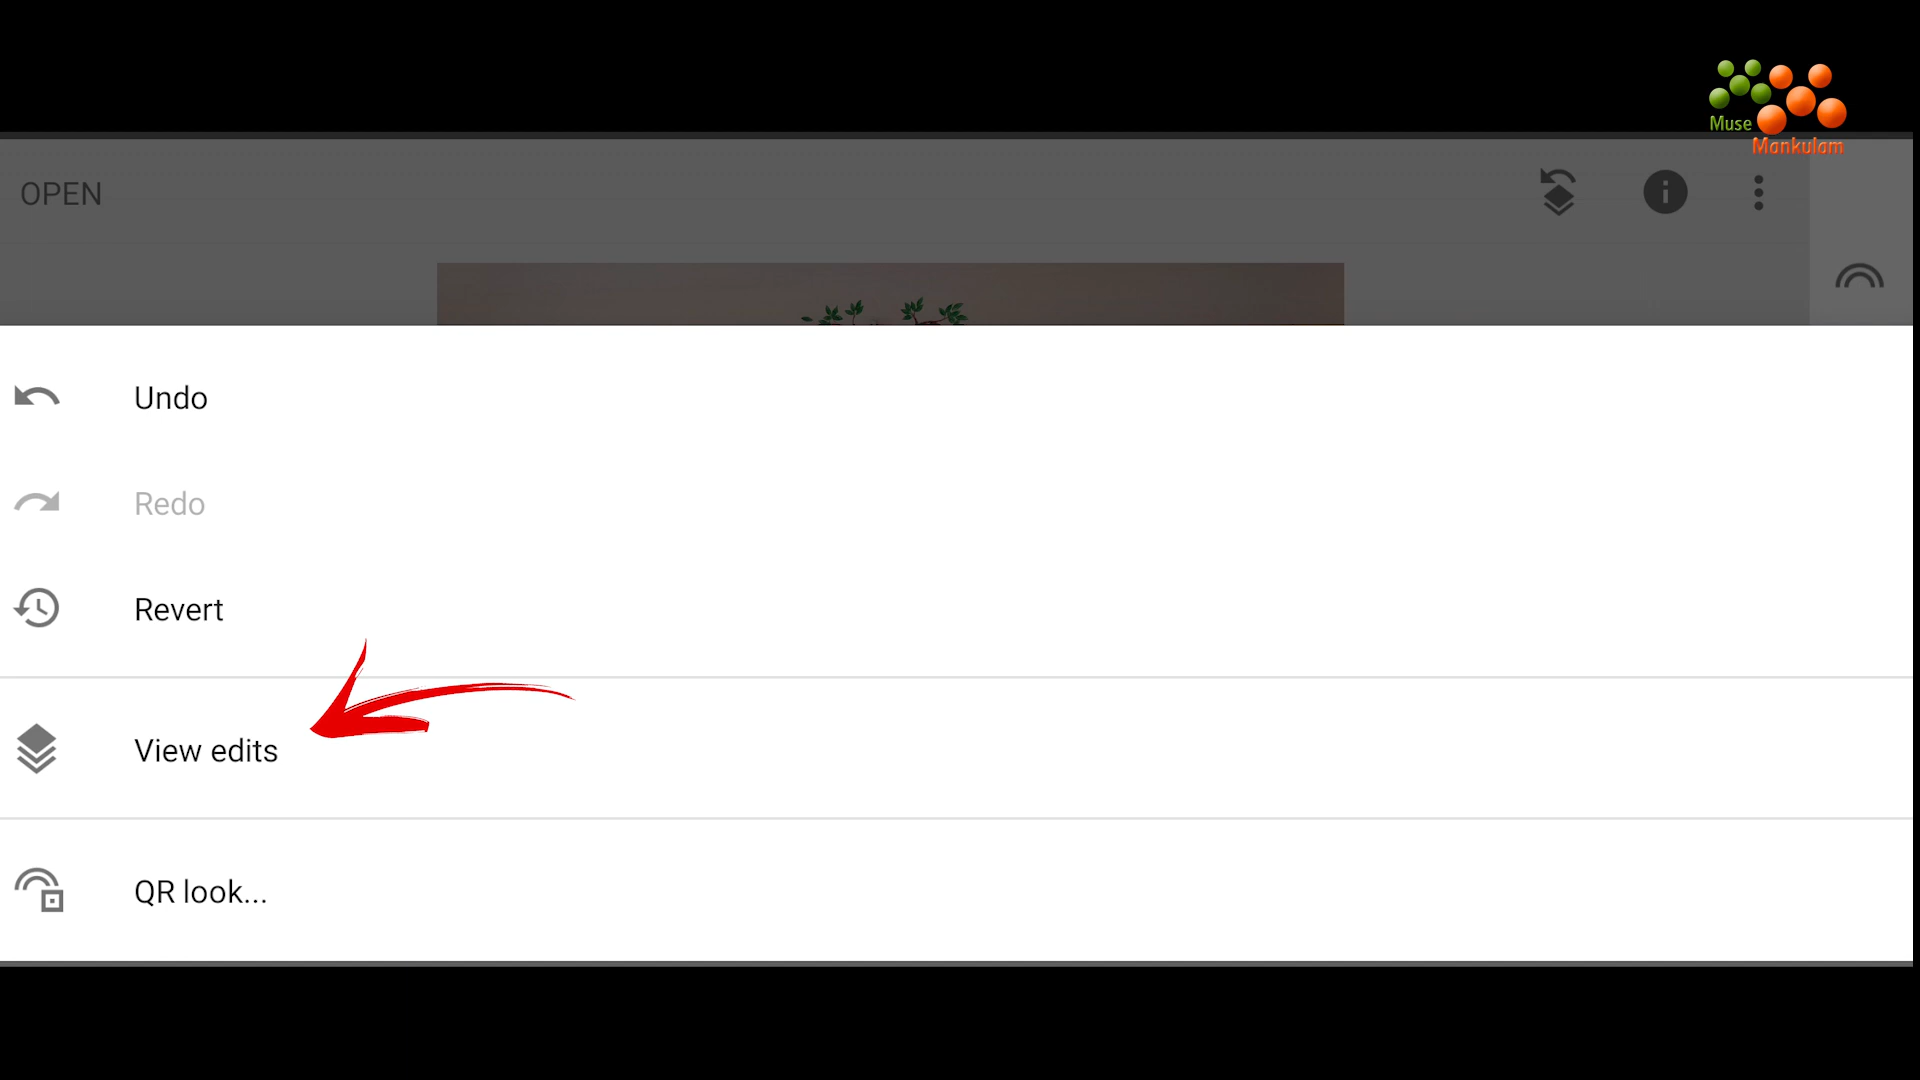 Muse
Mankulam
OPEN
Undo
Redo
Revert
View edits
QR look...